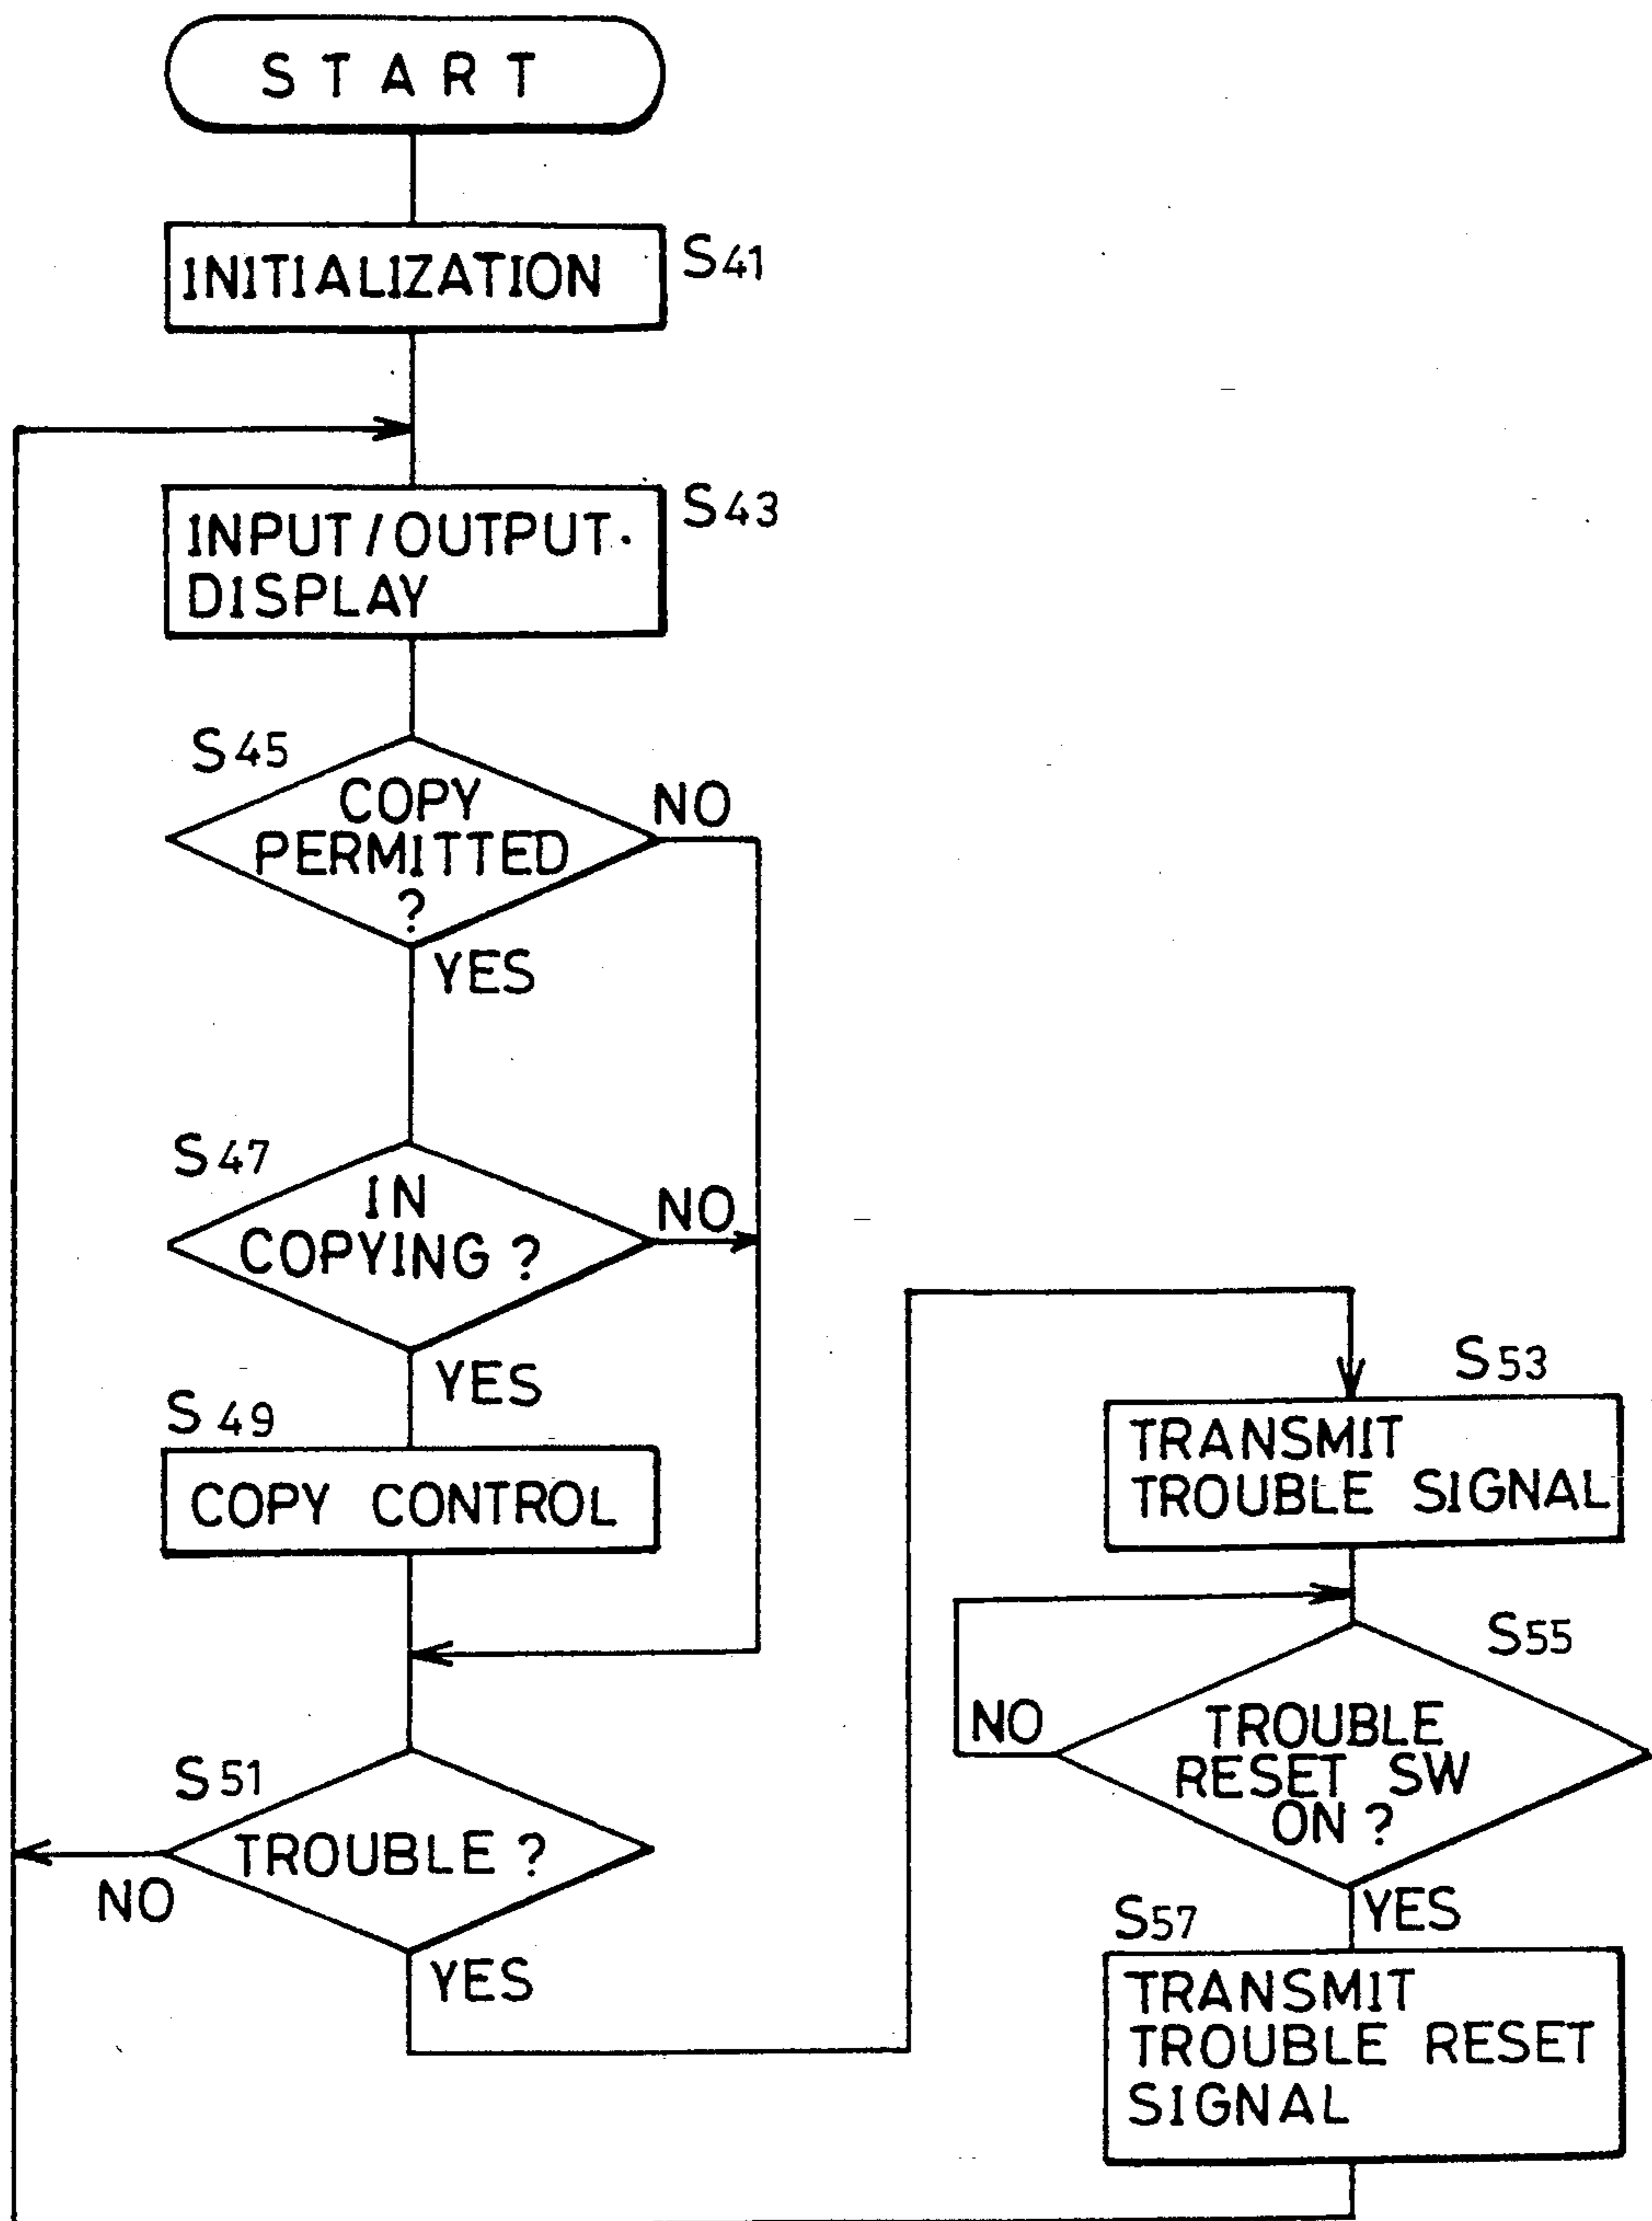 START
INITIALIZATION
S41
INPUT/OUTPUT·
DISPLAY
S43
S45
COPY
PERMITTED
?
NO
YES
S47
IN
COPYING ?
NO
YES
S49
COPY CONTROL
S51
TROUBLE ?
NO
YES
S53
TRANSMIT
TROUBLE SIGNAL
S55
TROUBLE
RESET SW
ON ?
NO
YES
S57
TRANSMIT
TROUBLE RESET
SIGNAL